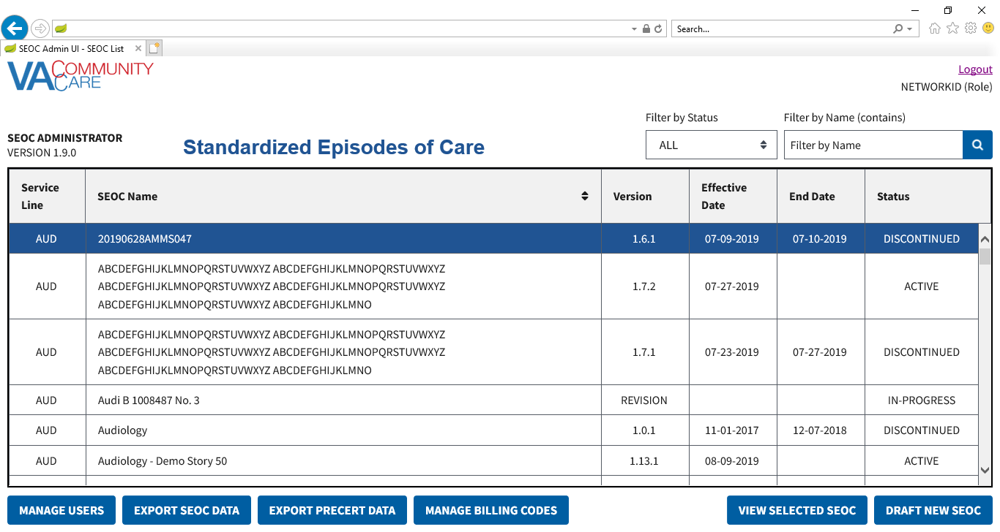 Search...
SEOC Admin UI - SEOC List
VA COMMUNITY CARE
Logout
NETWORKID (Role)
SEOC ADMINISTRATOR
VERSION 1.9.0
Standardized Episodes of Care
Filter by Status
ALL
Filter by Name (contains)
Filter by Name
Service Line SEOC Name Version Effective Date End Date Status
AUD 20190628AMMS047 1.6.1 07-09-2019 07-10-2019 DISCONTINUED
ABCDEFGHIJKLMNOPQRSTUVWXYZ ABCDEFGHIJKLMNOPQRSTUVWXYZ
AUD ABCDEFGHIJKLMNOPQRSTUVWXYZ ABCDEFGHIJKLMNOPQRSTUVWXYZ 1.7.2 07-27-2019 ACTIVE
ABCDEFGHIJKLMNOPQRSTUVWXYZ ABCDEFGHIJKLMNO
ABCDEFGHIJKLMNOPQRSTUVWXYZ ABCDEFGHIJKLMNOPQRSTUVWXYZ
AUD ABCDEFGHIJKLMNOPQRSTUVWXYZ ABCDEFGHIJKLMNOPQRSTUVWXYZ 1.7.1 07-23-2019 07-27-2019 DISCONTINUED
ABCDEFGHIJKLMNOPQRSTUVWXYZ ABCDEFGHIJKLMNO
AUD Audi B 1008487 No. 3 REVISION IN-PROGRESS
AUD Audiology 1.0.1 11-01-2017 12-07-2018 DISCONTINUED
AUD Audiology - Demo Story 50 1.13.1 08-09-2019 ACTIVE
MANAGE USERS EXPORT SEOC DATA EXPORT PRECERT DATA MANAGE BILLING CODES VIEW SELECTED SEOC DRAFT NEW SEOC